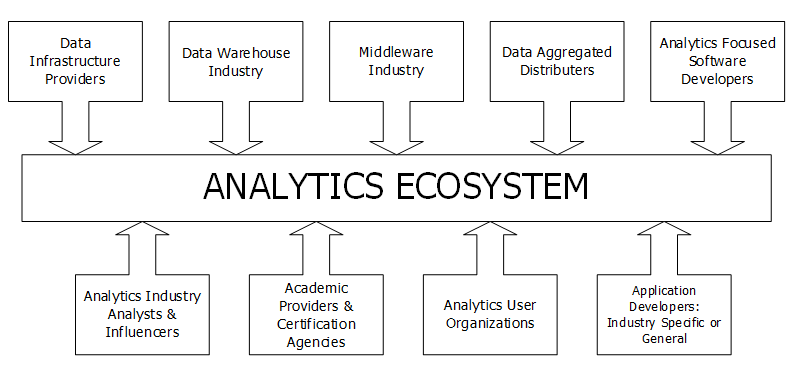 Data
Infrastructure
Providers
Data Warehouse
Industry
Middleware
Industry
Data Aggregated
Distributers
Analytics Focused
Software
Developers
ANALYTICS ECOSYSTEM
Analytics Industry
Analysts &
Influencers
Academic
Providers &
Certification
Agencies
Analytics User
Organizations
Application
Developers:
Industry Specific or
General